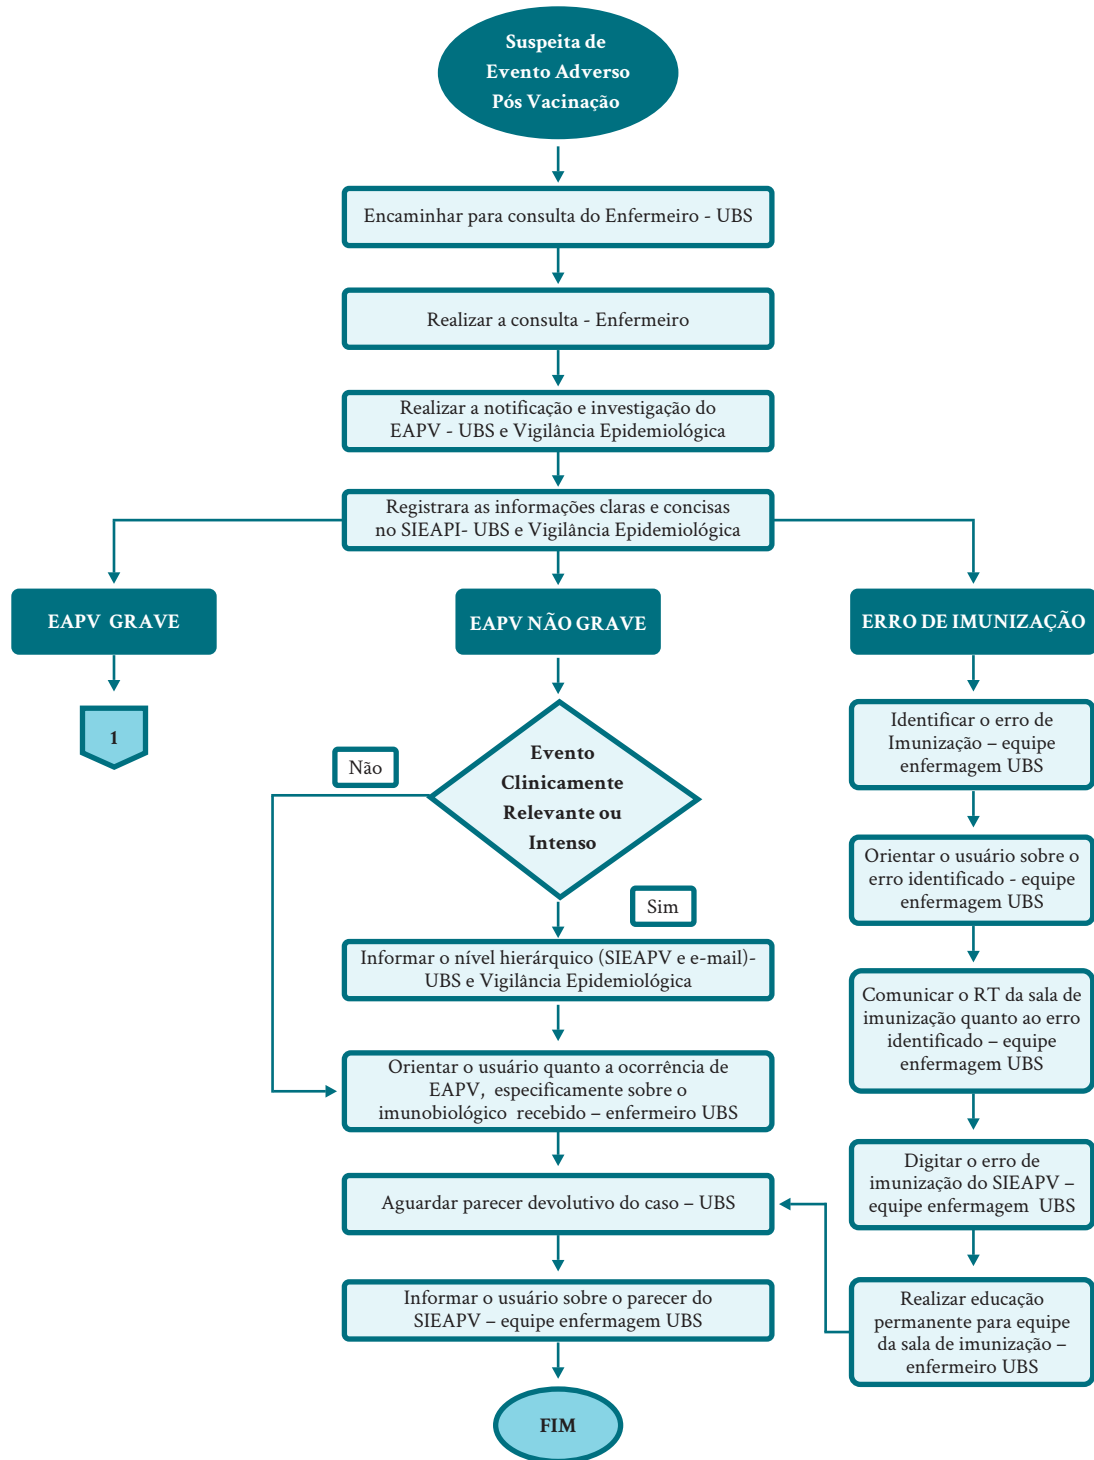 Suspeita de
Evento Adverso
Pós Vacinação
Encaminhar para consulta do Enfermeiro - UBS
Realizar a consulta - Enfermeiro
Realizar a notificação e investigação do
EAPV - UBS e Vigilância Epidemiológica
Registrara as informações claras e concisas
no SIEAPI- UBS e Vigilância Epidemiológica
EAPV GRAVE
1
EAPV NÃO GRAVE
Evento
Clinicamente
Relevante ou
Intenso
Não
Sim
Informar o nível hierárquico (SIEAPV e e-mail)-
UBS e Vigilância Epidemiológica
Orientar o usuário quanto a ocorrência de
EAPV, especificamente sobre o
imunobiológico recebido – enfermeiro UBS
Aguardar parecer devolutivo do caso – UBS
Informar o usuário sobre o parecer do
SIEAPV – equipe enfermagem UBS
FIM
ERRO DE IMUNIZAÇÃO
Identificar o erro de
Imunização – equipe
enfermagem UBS
Orientar o usuário sobre o
erro identificado - equipe
enfermagem UBS
Comunicar o RT da sala de
imunização quanto ao erro
identificado – equipe
enfermagem UBS
Digitar o erro de
imunização do SIEAPV –
equipe enfermagem UBS
Realizar educação
permanente para equipe
da sala de imunização –
enfermeiro UBS